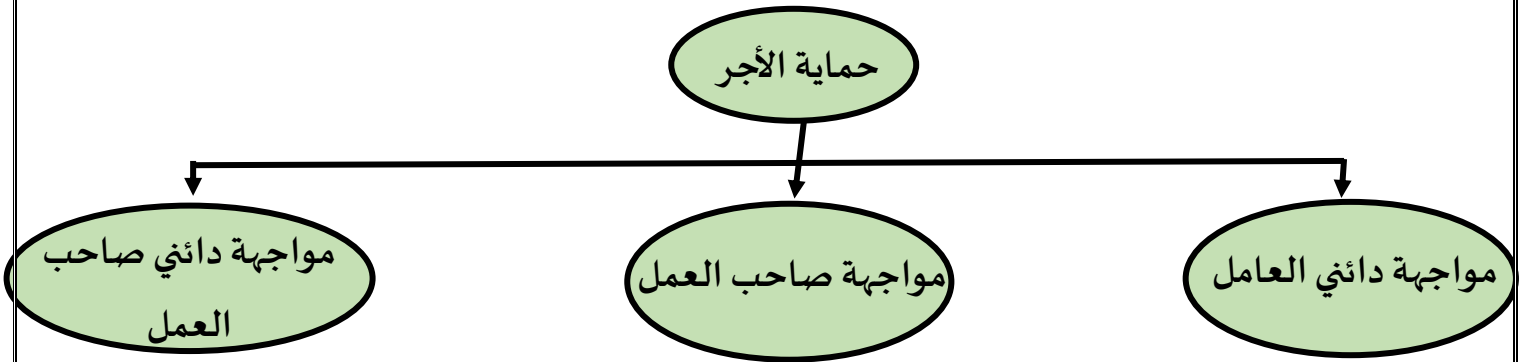 حماية الأجر
مواجهة دائني العامل
مواجهة صاحب العمل
مواجهة دائني صاحب
العمل